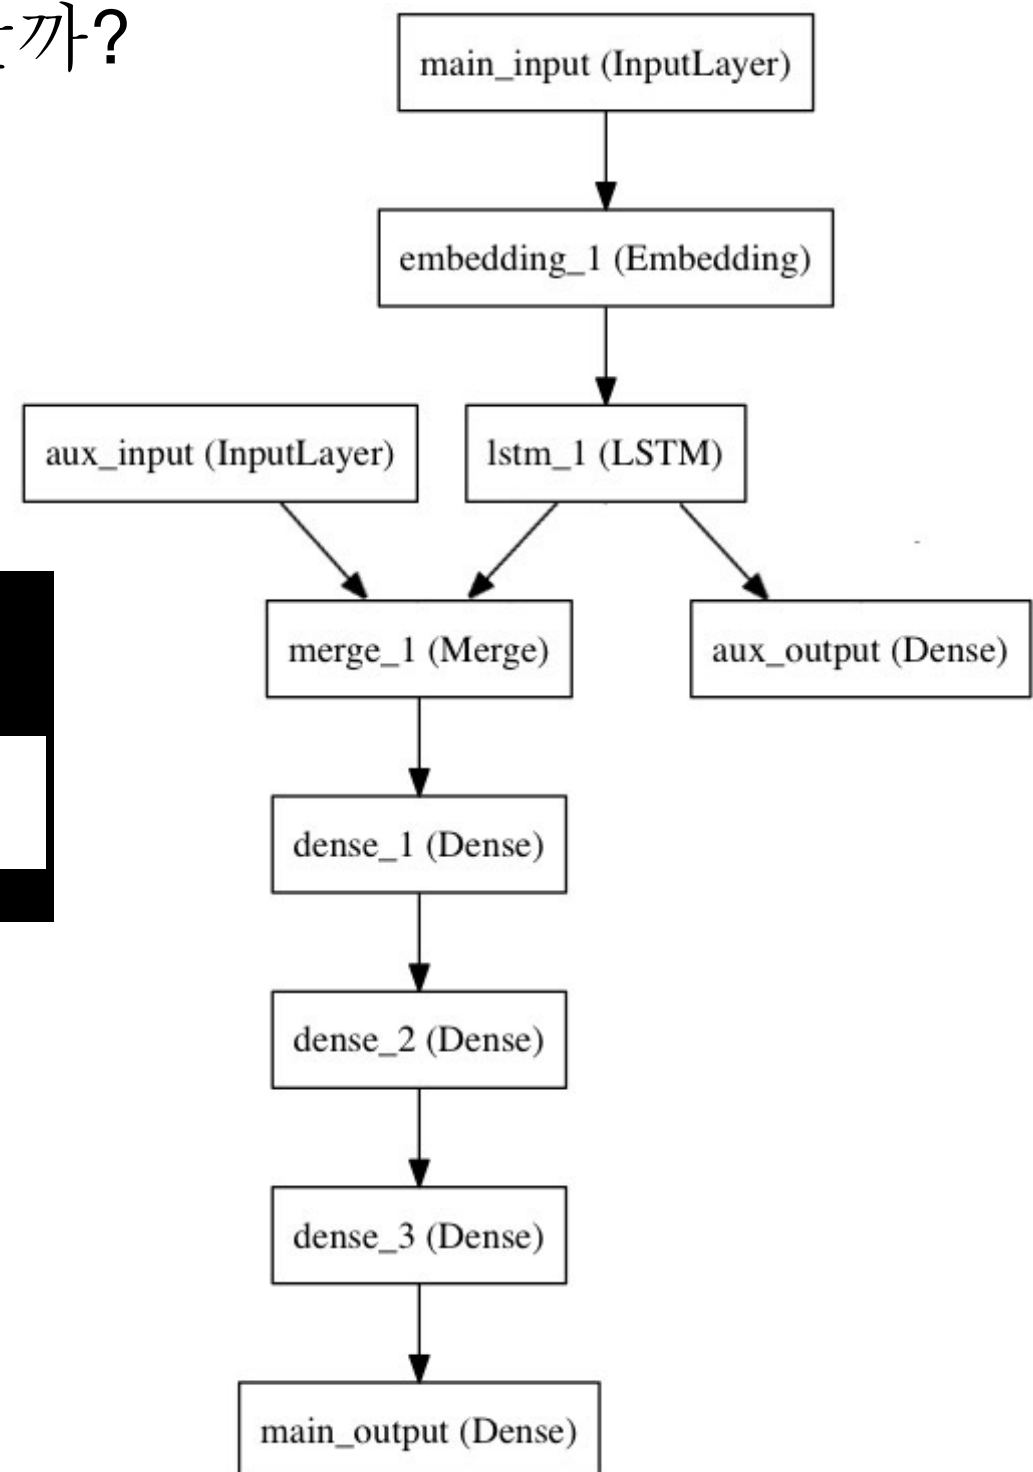 까?
main_input (InputLayer)
embedding_1 (Embedding)
aux_input (InputLayer)
lstm_1 (LSTM)
merge_1 (Merge)
aux_output (Dense)
dense_1 (Dense)
dense_2 (Dense)
dense_3 (Dense)
main_output (Dense)